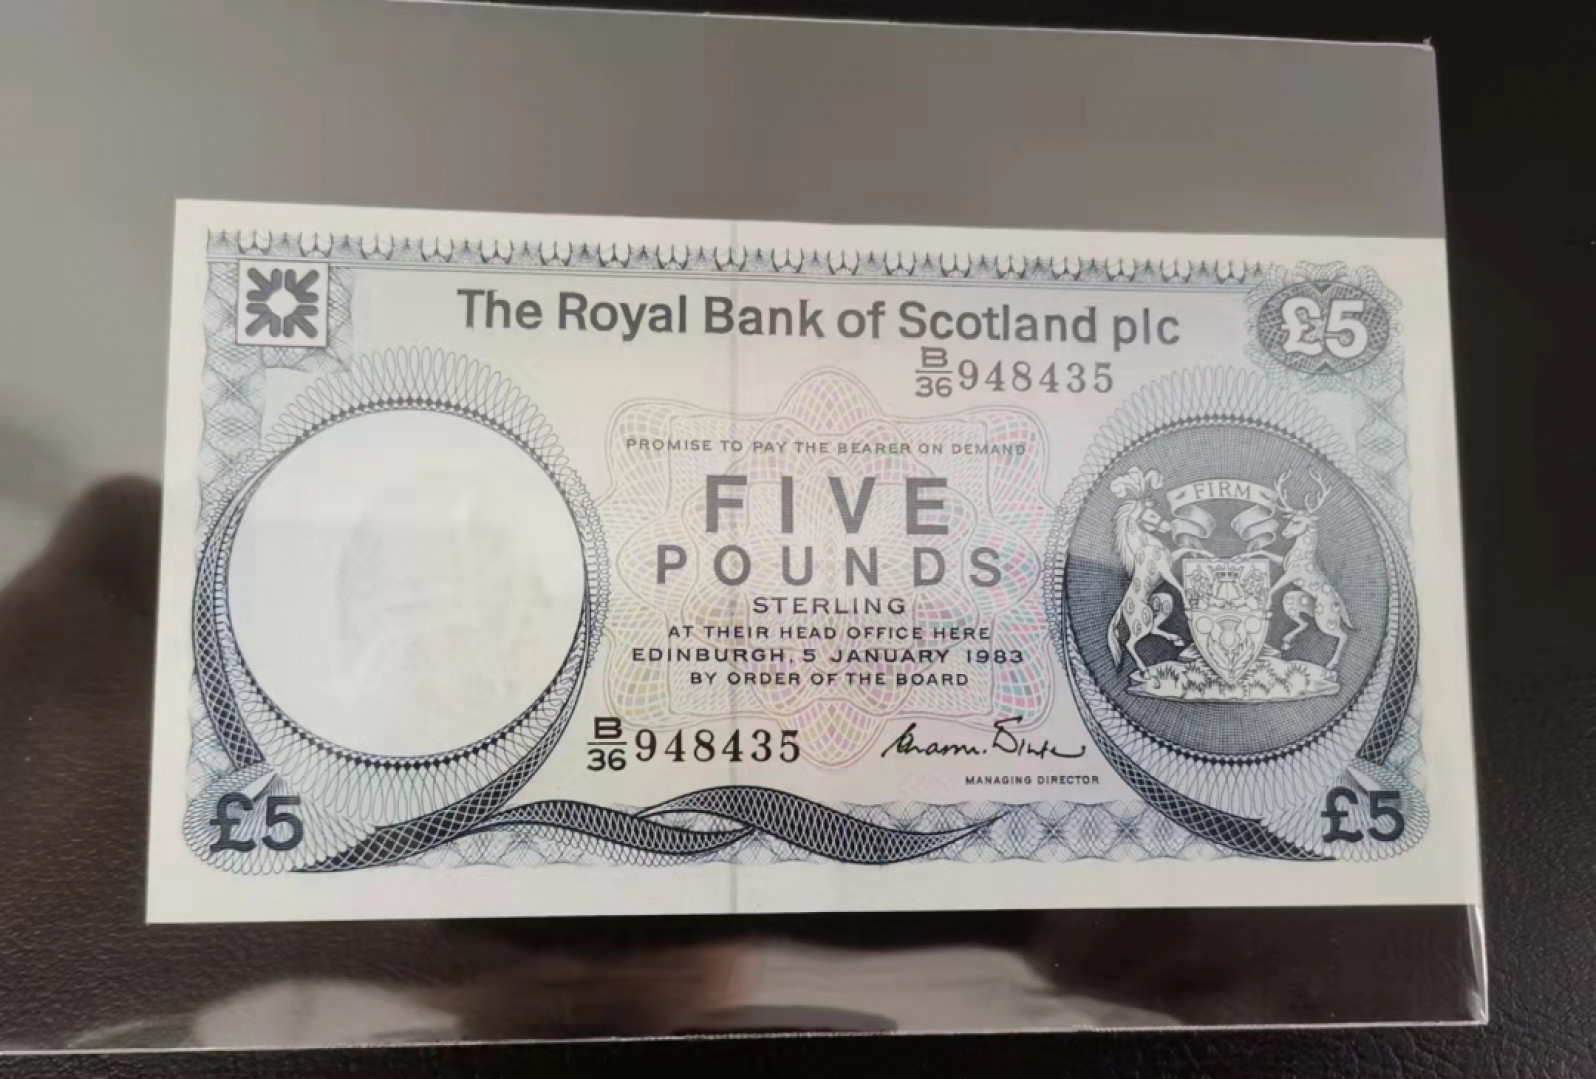 The Royal Bank of Scotland plc
£5
B/36 948435
PROMISE TO PAY THE BEARER ON DEMAND
FIVE
POUNDS
STERLING
AT THEIR HEAD OFFICE HERE
EDINBURGH, 5 JANUARY 1983
BY ORDER OF THE BOARD
FIRM
B/36 948435
MANAGING DIRECTOR
£5
£5